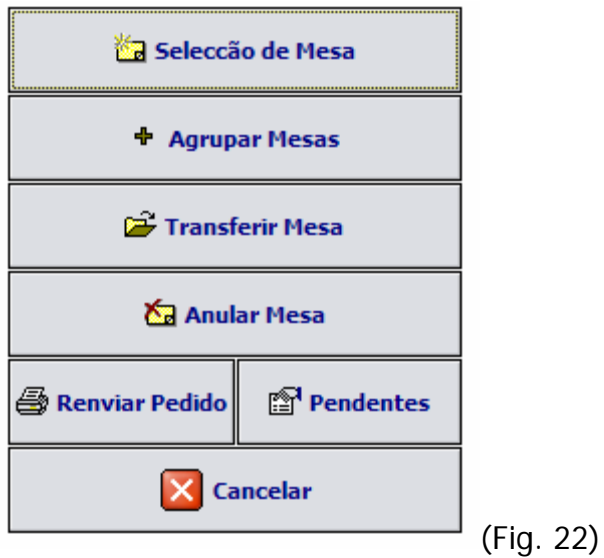 Selecção de Mesa
Agrupar Mesas
Transferir Mesa
Anular Mesa
Renviar Pedido Pendentes
Cancelar
(Fig. 22)